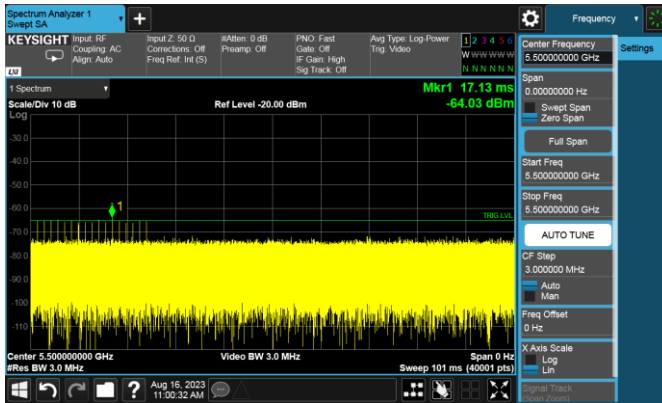 Spectrum Analyzer 1
Swept SA
Frequency
KEYSIGHT
Input: RF
Coupling: AC
Align: Auto
Input Z: 50 Ω
Corrections: Off
Freq Ref: Int (S)
#Atten: 0 dB
Preamp: Off
PNO: Fast
Gate: Off
IF Gain: High
Sig Track: Off
Avg Type: Log-Power
Trig: Video
1 2 3 4 5 6
W W W W W W
N N N N N N
LXI
1 Spectrum
Scale/Div 10 dB
Log
Ref Level -20.00 dBm
Mkr1 17.13 ms
-64.03 dBm
-30.0
-40.0
-50.0
-60.0
-70.0
-80.0
-90.0
-100
-110
1
TRIG LVL
Center 5.500000000 GHz
#Res BW 3.0 MHz
Video BW 3.0 MHz
Span 0 Hz
Sweep 101 ms (40001 pts)
Aug 16, 2023
11:00:32 AM
Center Frequency
5.500000000 GHz
Settings
Span
0.00000000 Hz
Swept Span
Zero Span
Full Span
Start Freq
5.500000000 GHz
Stop Freq
5.500000000 GHz
AUTO TUNE
CF Step
3.000000 MHz
Auto
Man
Freq Offset
0 Hz
X Axis Scale
Log
Lin
Signal Track
(Span Zoom)